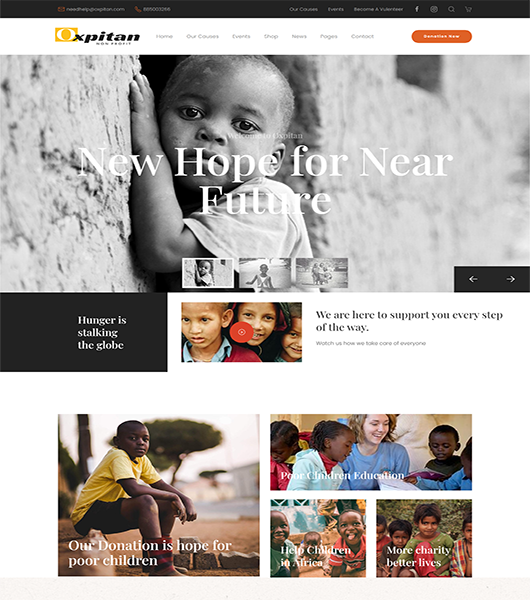 needhelp@oxpitan.com
8850032156
Our Causes
Events
Become A Vulenteer
Oxpitan
NON PROFIT
Home
Our Causes
Events
Shop
News
Pages
Contact
Donation Now
Welcome to Oxpitan
New Hope for Near
Future
Hunger is
stalking
the globe
We are here to support you every step
of the way.
Watch us how we take care of everyone
Our Donation is hope for
poor children
Poor Children Education
Help Children
in Africa
More charity
better lives